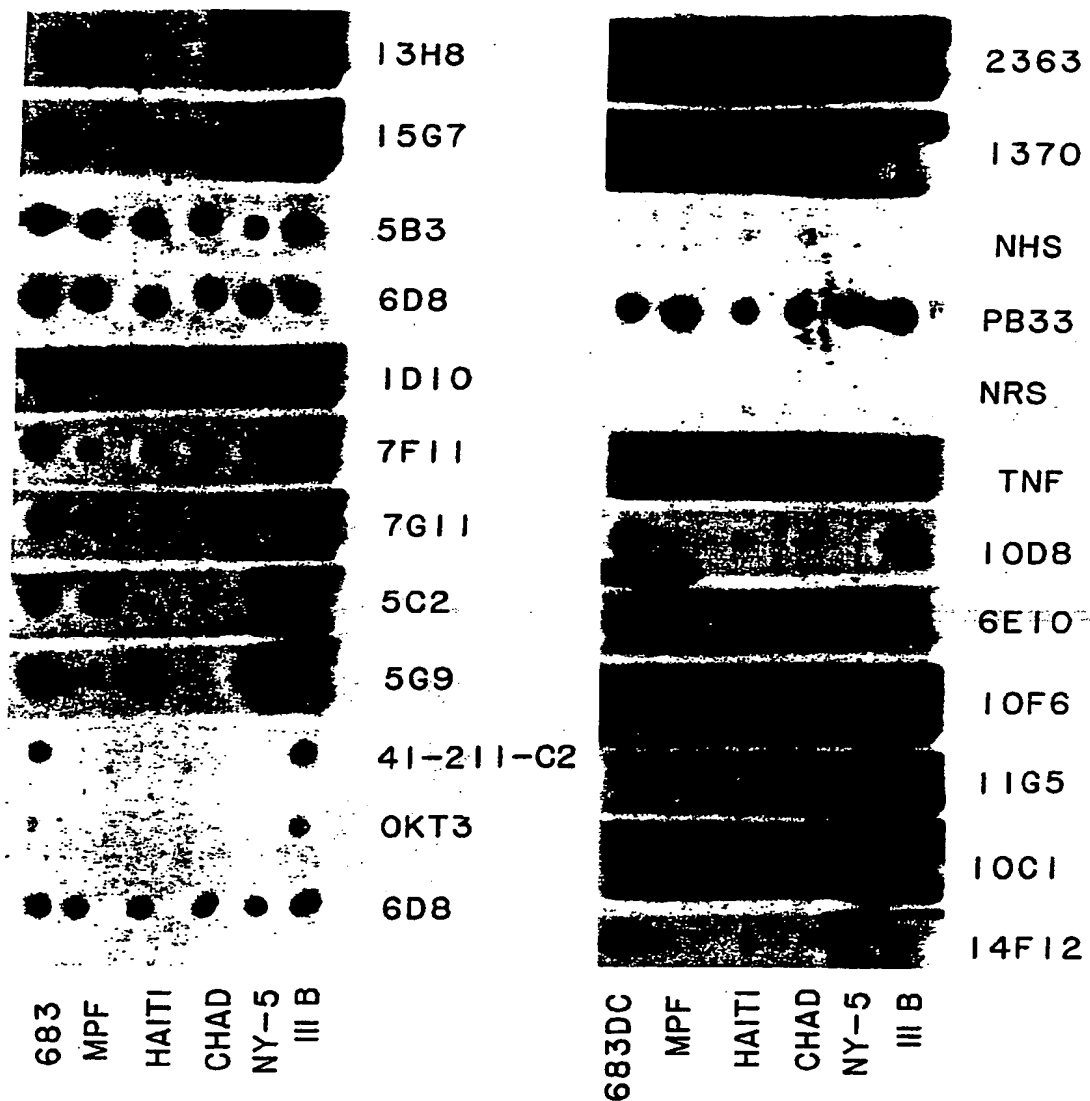 13H8
15G7
5B3
6D8
1D10
7F11
7G11
5C2
5G9
41-211-C2
OKT3
6D8
683
MPF
HAITI
CHAD
NY-5
III B
2363
1370
NHS
PB33
NRS
TNF
10D8
6E10
10F6
11G5
10C1
14F12
683DC
MPF
HAITI
CHAD
NY-5
III B